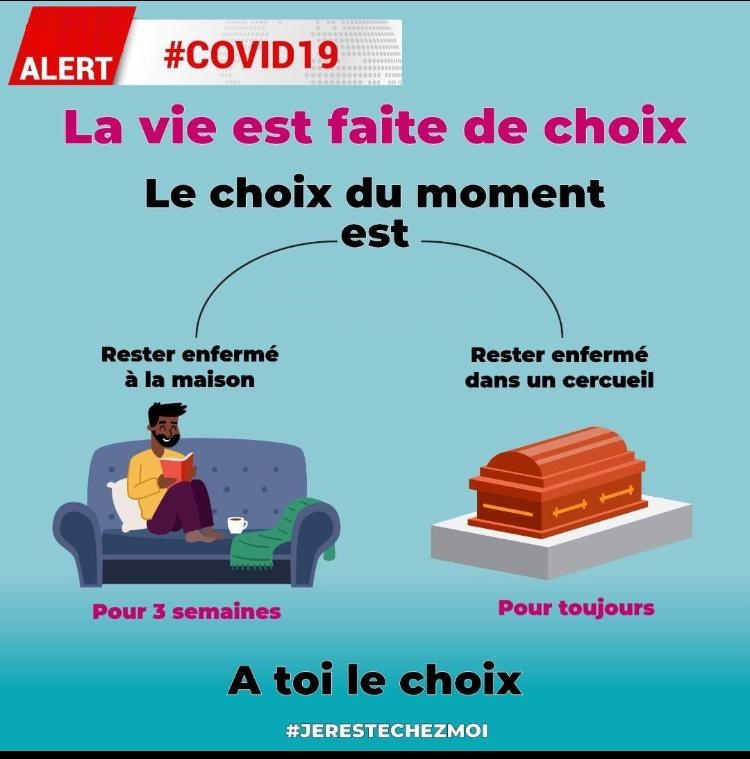 ALERT #COVID19
La vie est faite de choix
Le choix du moment
est
Rester enfermé
à la maison
Rester enfermé
dans un cercueil
Pour 3 semaines
Pour toujours
A toi le choix
#JERESTECHEZMOI